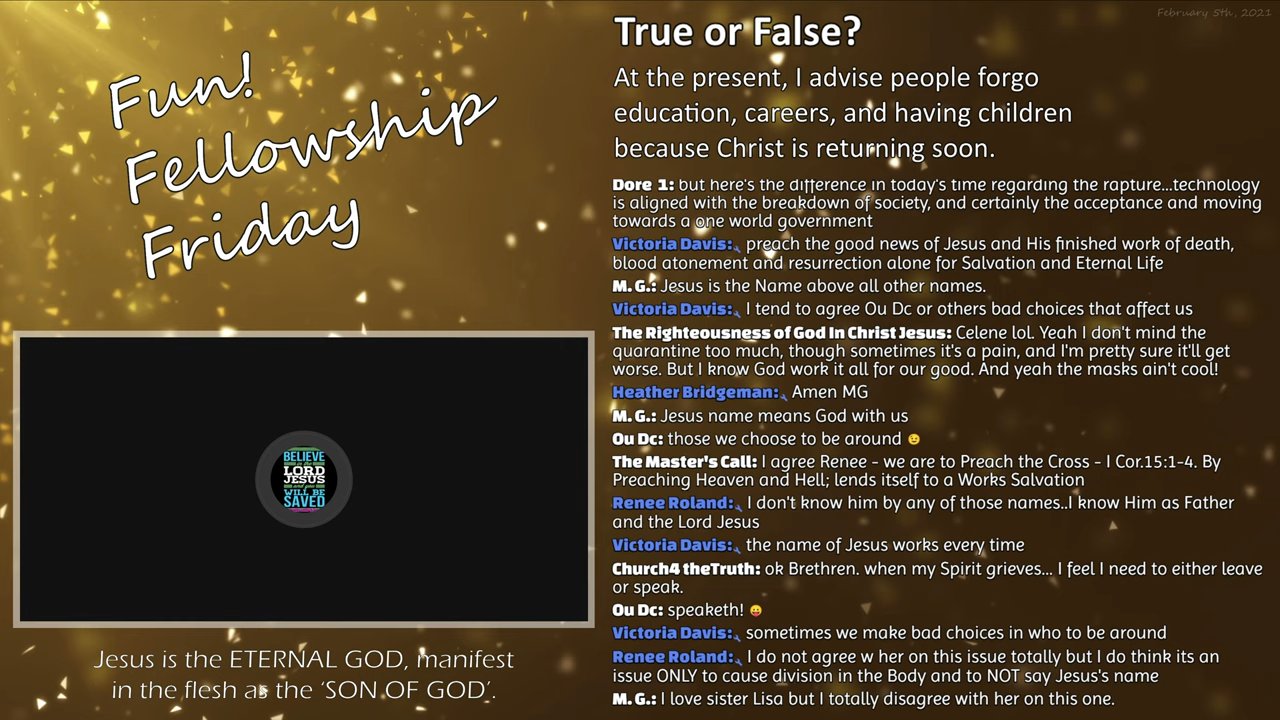 Fun!
Fellowship
Friday
BELIEVE
LORD
JESUS
WILL BE
SAVED
Jesus is the ETERNAL GOD, manifest
in the flesh as the ‘SON OF GOD’.
February 5th, 2021
True or False?
At the present, I advise people forgo
education, careers, and having children
because Christ is returning soon.
Dore 1: but here's the difference in today's time regarding the rapture...technology
is aligned with the breakdown of society, and certainly the acceptance and moving
towards a one world government
Victoria Davis: preach the good news of Jesus and His finished work of death,
blood atonement and resurrection alone for Salvation and Eternal Life
M. G.: Jesus is the Name above all other names.
Victoria Davis: I tend to agree Ou Dc or others bad choices that affect us
The Righteousness of God In Christ Jesus: Celene lol. Yeah I don't mind the
quarantine too much, though sometimes it's a pain, and I'm pretty sure it'll get
worse. But I know God work it all for our good. And yeah the masks ain't cool!
Heather Bridgeman: Amen MG
M. G.: Jesus name means God with us
Ou Dc: those we choose to be around 😉
The Master's Call: I agree Renee - we are to Preach the Cross - I Cor.15:1-4. By
Preaching Heaven and Hell; lends itself to a Works Salvation
Renee Roland: I don't know him by any of those names..I know Him as Father
and the Lord Jesus
Victoria Davis: the name of Jesus works every time
Church4 theTruth: ok Brethren. when my Spirit grieves... I feel I need to either leave
or speak.
Ou Dc: speaketh! 😛
Victoria Davis: sometimes we make bad choices in who to be around
Renee Roland: I do not agree w her on this issue totally but I do think its an
issue ONLY to cause division in the Body and to NOT say Jesus's name
M. G.: I love sister Lisa but I totally disagree with her on this one.